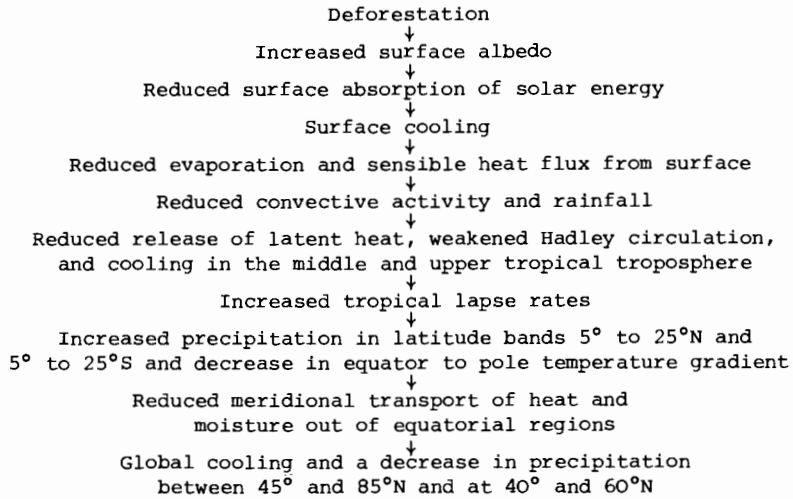 Deforestation
↓
Increased surface albedo
↓
Reduced surface absorption of solar energy
↓
Surface cooling
↓
Reduced evaporation and sensible heat flux from surface
↓
Reduced convective activity and rainfall
↓
Reduced release of latent heat, weakened Hadley circulation,
and cooling in the middle and upper tropical troposphere
↓
Increased tropical lapse rates
↓
Increased precipitation in latitude bands 5° to 25°N and
5° to 25°S and decrease in equator to pole temperature gradient
↓
Reduced meridional transport of heat and
moisture out of equatorial regions
↓
Global cooling and a decrease in precipitation
between 45° and 85°N and at 40° and 60°N